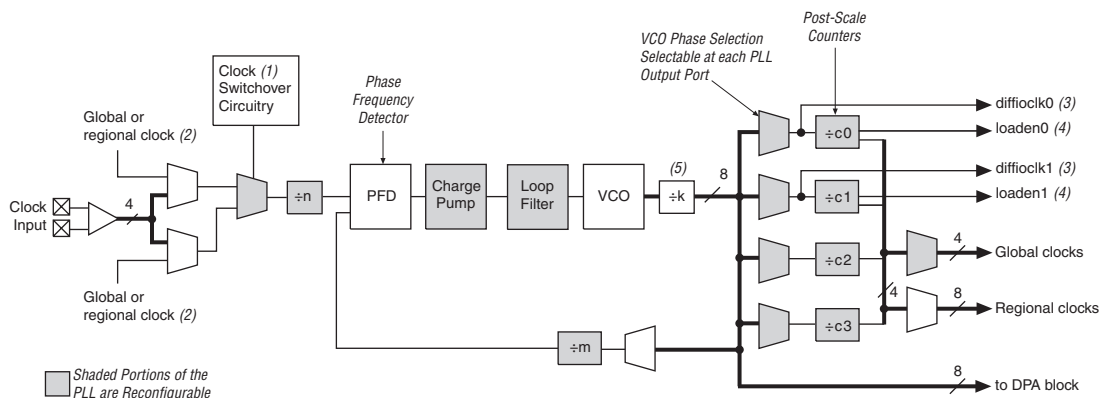 VCO Phase Selection
Selectable at each PLL
Output Port
Post-Scale
Counters
Clock (1)
Switchover
Circuitry
Phase
Frequency
Detector
Global or
regional clock (2)
Clock
Input
4
Global or
regional clock (2)
÷n
PFD
Charge
Pump
Loop
Filter
VCO
(5)
÷k
8
÷c0
÷c1
÷c2
÷c3
÷m
diffioclk0 (3)
loaden0 (4)
diffioclk1 (3)
loaden1 (4)
4
Global clocks
4
8
Regional clocks
8
to DPA block
Shaded Portions of the
PLL are Reconfigurable